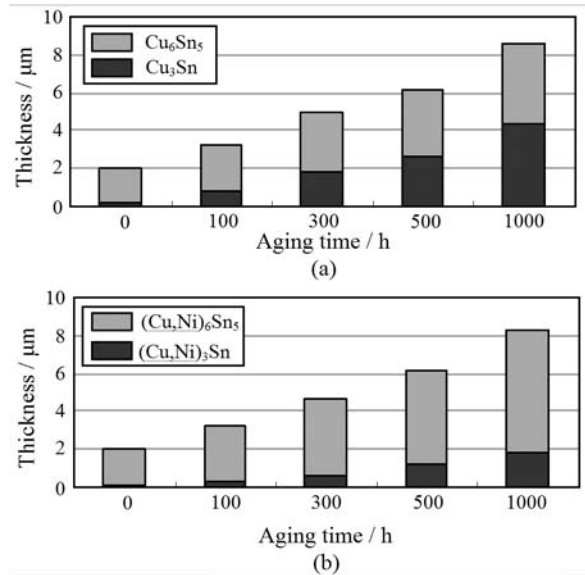 10
8
6
4
2
0
Thickness / μm
Cu₆Sn₅
Cu₃Sn
0 100 300 500 1000
Aging time / h
(a)
10
8
6
4
2
0
Thickness / μm
(Cu,Ni)₆Sn₅
(Cu,Ni)₃Sn
0 100 300 500 1000
Aging time / h
(b)